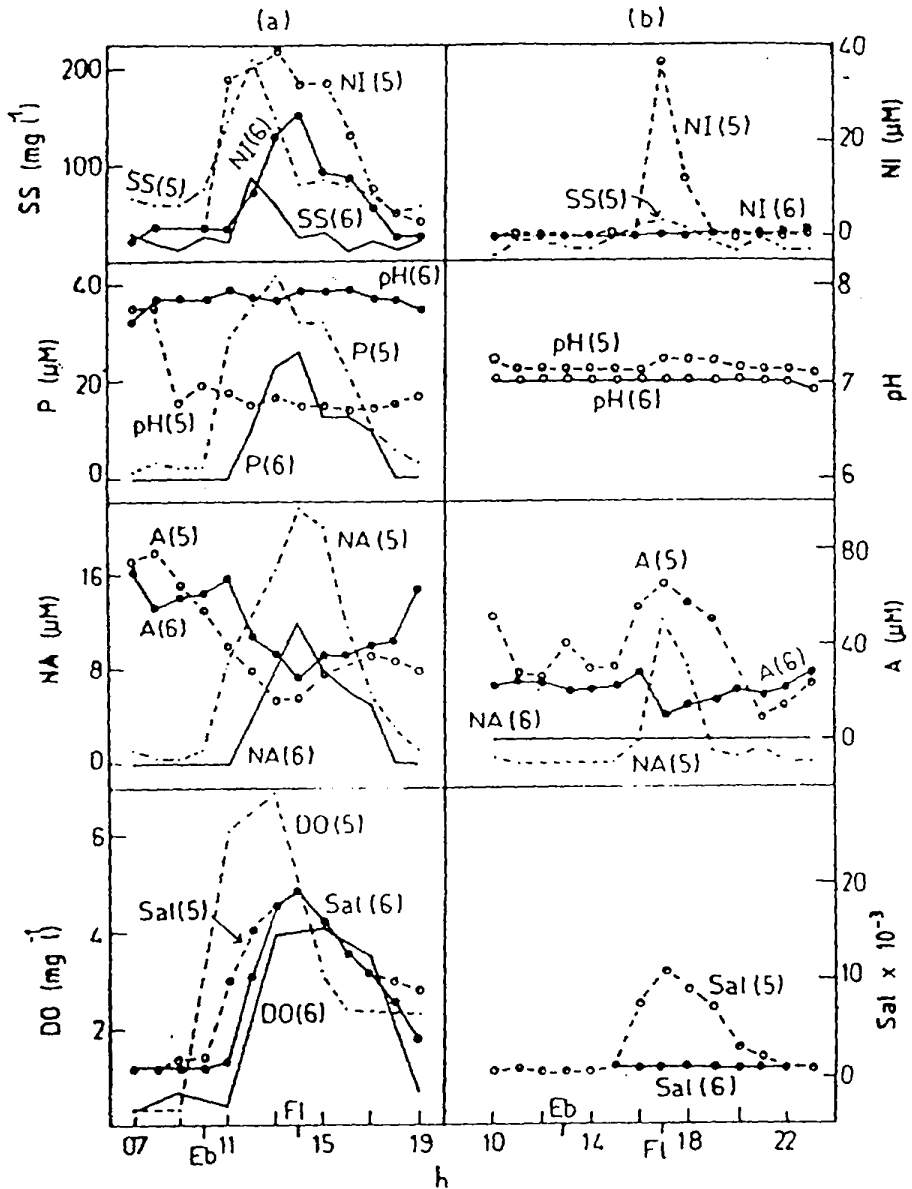 (a) (b)
SS (mg l⁻¹)
200
100
NI(5)
NI(6)
SS(5)
SS(6)
NI(5)
SS(5)
NI(6)
40
20
0
NI (μM)
P (μM)
40
20
0
pH(6)
P(5)
pH(5)
P(6)
pH(5)
pH(6)
8
7
6
pH
NA (μM)
16
8
0
A(5)
NA(5)
A(6)
NA(6)
A(5)
A(6)
NA(6)
NA(5)
80
40
0
A (μM)
DO (mg l⁻¹)
6
4
2
DO(5)
Sal(5)
Sal(6)
DO(6)
Sal(5)
Sal(6)
20
10
0
Sal × 10⁻³
Fl
Eb
07 11 15 19
Eb
10 14 18 22
Fl
h